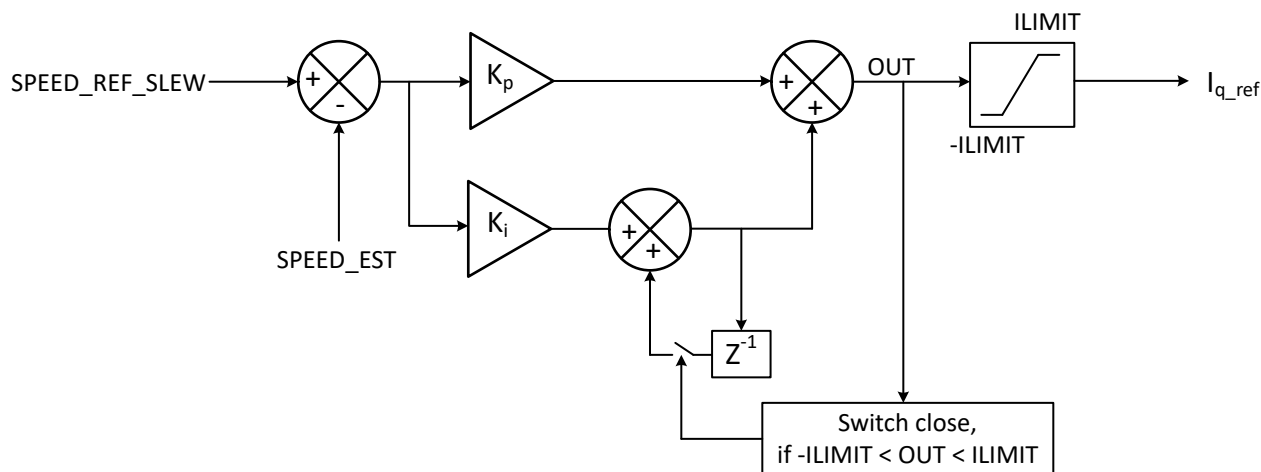 ILIMIT
SPEED_REF_SLEW
+
-
Kp
+
+
OUT
Iq_ref
-ILIMIT
Ki
+
+
SPEED_EST
Z-1
Switch close,
if -ILIMIT < OUT < ILIMIT